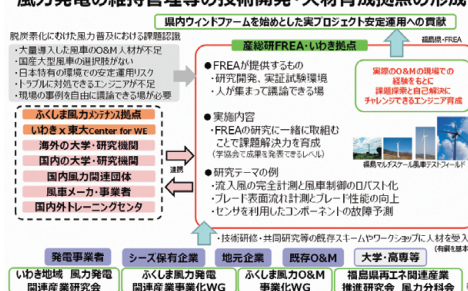 風力発電の維持管理等の技術開発・人材育成拠点の形成
県内ウィンドファームを始めとした実プロジェクト安定運用への貢献
脱炭素化にむけた風力普及における課題認識
・大量導入した風車のO&M人材が不足
・国産大型風車の選択肢がない
・日本特有の環境での安定運用リスク
・トラブルに対処できるエンジニアが不足
・現場の事例を自由に議論できる場が必要
福島県・FREA
産総研FREA・いわき拠点
●FREAが提供するもの
・研究開発、実証試験環境
・人が集まって議論できる場
●実施内容
・FREAの研究に一緒に取組む
ことで課題解決力を育成
(学協会で成果を発表できるレベル)
●研究テーマの例
・流入風の完全計測と風車制御のロバスト化
・ブレード表面流れ計測とブレード性能の向上
・センサを利用したコンポーネントの故障予測
実際のO&Mの現場での
経験をもとに
課題探索と自己解決に
チャレンジできるエンジニア育成
福島マルチスケール風車テストフィールド
ふくしま風力メンテナンス拠点
いわき×東大Center for WE
海外の大学・研究機関
国内の大学・研究機関
国内風力関連団体
風車メーカ・事業者
国内外トレーニングセンタ
連携
・技術研修・共同研究等の既存スキームやワークショップに人材を受入
発電事業者
シーズ保有企業
地元企業
既存O&M
大学・高専等
いわき地域 風力発電
関連産業研究会
ふくしま風力発電
関連産業事業化WG
ふくしま風力O&M
事業化WG
福島県再エネ関連産業
推進研究会 風力分科会